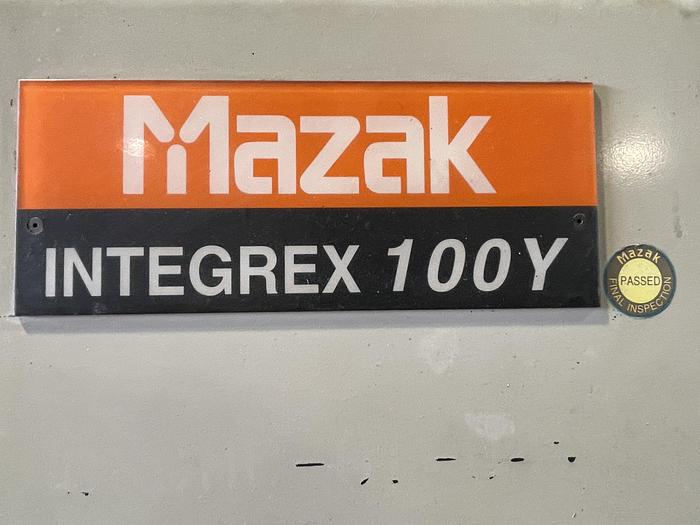 Mazak
INTEGREX 100Y
Mazak
PASSED
FINAL INSPECTION